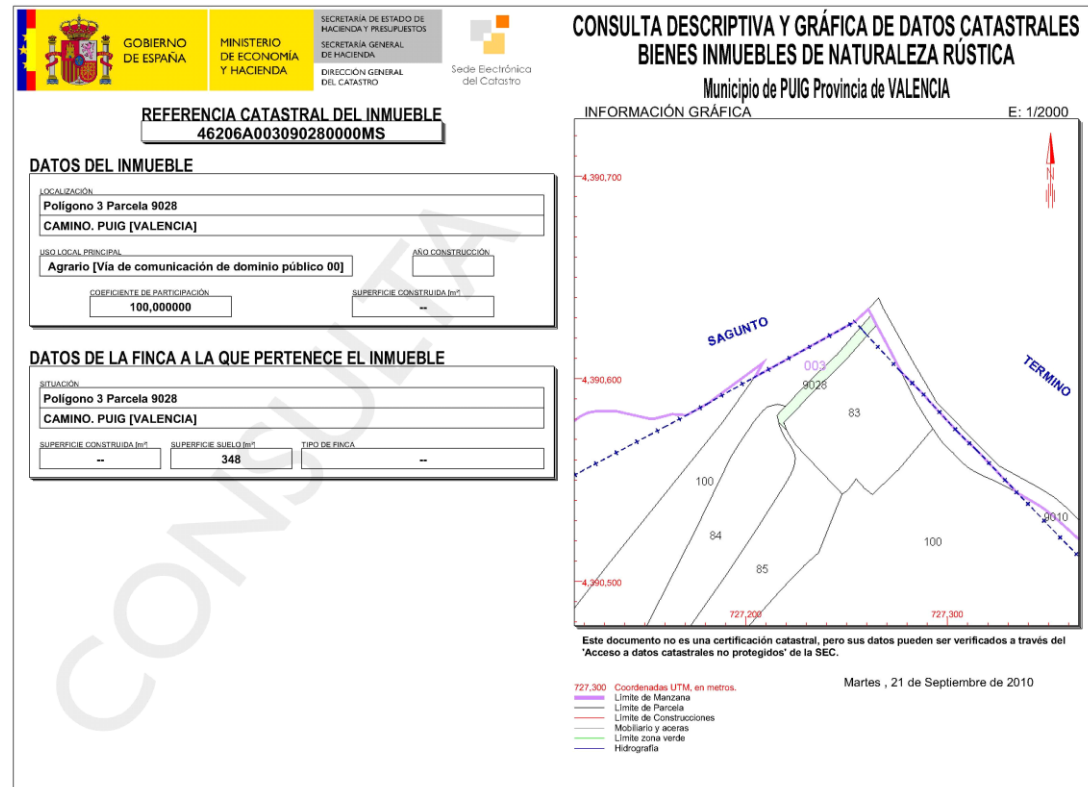 GOBIERNO
DE ESPAÑA
MINISTERIO
DE ECONOMÍA
Y HACIENDA
SECRETARÍA DE ESTADO DE
HACIENDA Y PRESUPUESTOS
SECRETARÍA GENERAL
DE HACIENDA
DIRECCIÓN GENERAL
DEL CATASTRO
Sede Electrónica
del Catastro
REFERENCIA CATASTRAL DEL INMUEBLE
46206A003090280000MS
DATOS DEL INMUEBLE
LOCALIZACIÓN
Polígono 3 Parcela 9028
CAMINO. PUIG [VALENCIA]
USO LOCAL PRINCIPAL
AÑO CONSTRUCCIÓN
Agrario [Vía de comunicación de dominio público 00]
COEFICIENTE DE PARTICIPACIÓN
SUPERFICIE CONSTRUIDA [m²]
100,000000
--
DATOS DE LA FINCA A LA QUE PERTENECE EL INMUEBLE
SITUACIÓN
Polígono 3 Parcela 9028
CAMINO. PUIG [VALENCIA]
SUPERFICIE CONSTRUIDA [m²]
SUPERFICIE SUELO [m²]
TIPO DE FINCA
--
348
--
CONSULTA
CONSULTA DESCRIPTIVA Y GRÁFICA DE DATOS CATASTRALES
BIENES INMUEBLES DE NATURALEZA RÚSTICA
Municipio de PUIG Provincia de VALENCIA
INFORMACIÓN GRÁFICA
E: 1/2000
4,390,700
N
SAGUNTO
TERMINO
4,390,600
003
9028
83
100
84
85
100
9010
4,390,500
727,200
727,300
Este documento no es una certificación catastral, pero sus datos pueden ser verificados a través del
'Acceso a datos catastrales no protegidos' de la SEC.
Martes , 21 de Septiembre de 2010
727,300 Coordenadas UTM, en metros.
Límite de Manzana
Límite de Parcela
Límite de Construcciones
Mobiliario y aceras
Límite zona verde
Hidrografía